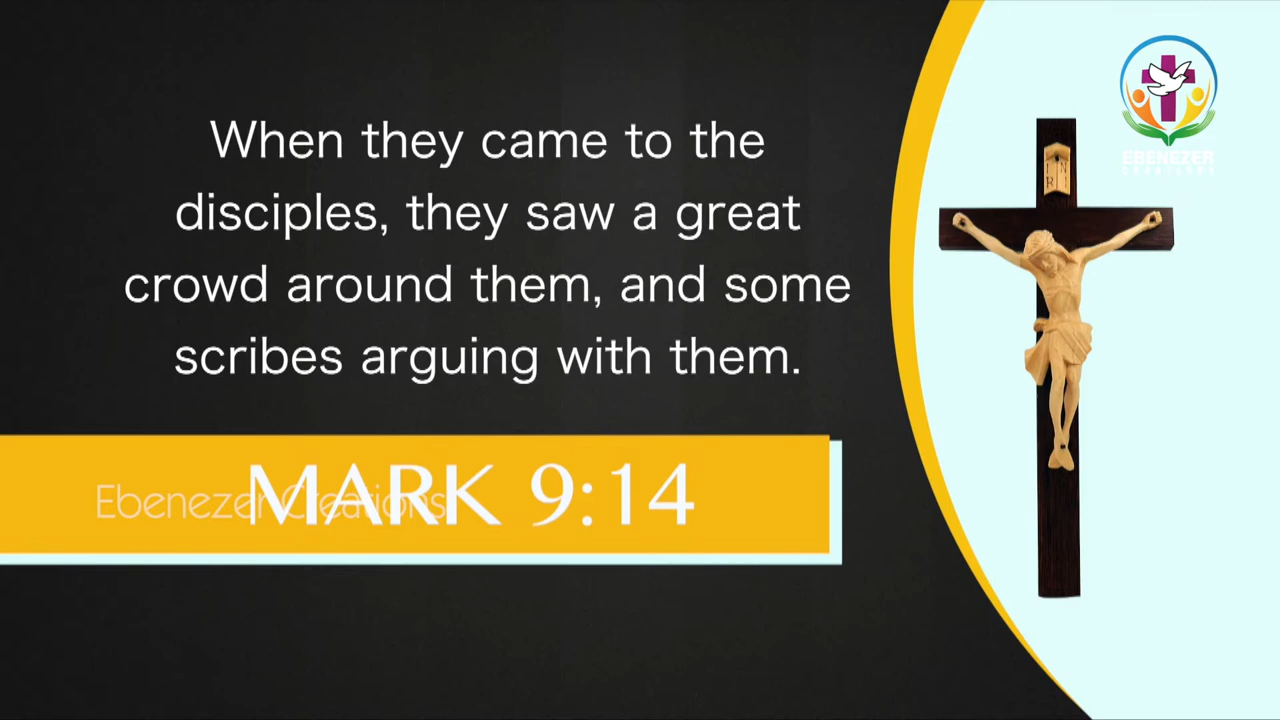 When they came to the
disciples, they saw a great
crowd around them, and some
scribes arguing with them.
MARK 9:14
Ebenezer Creations
EBENEZER
CREATIONS
I N
R